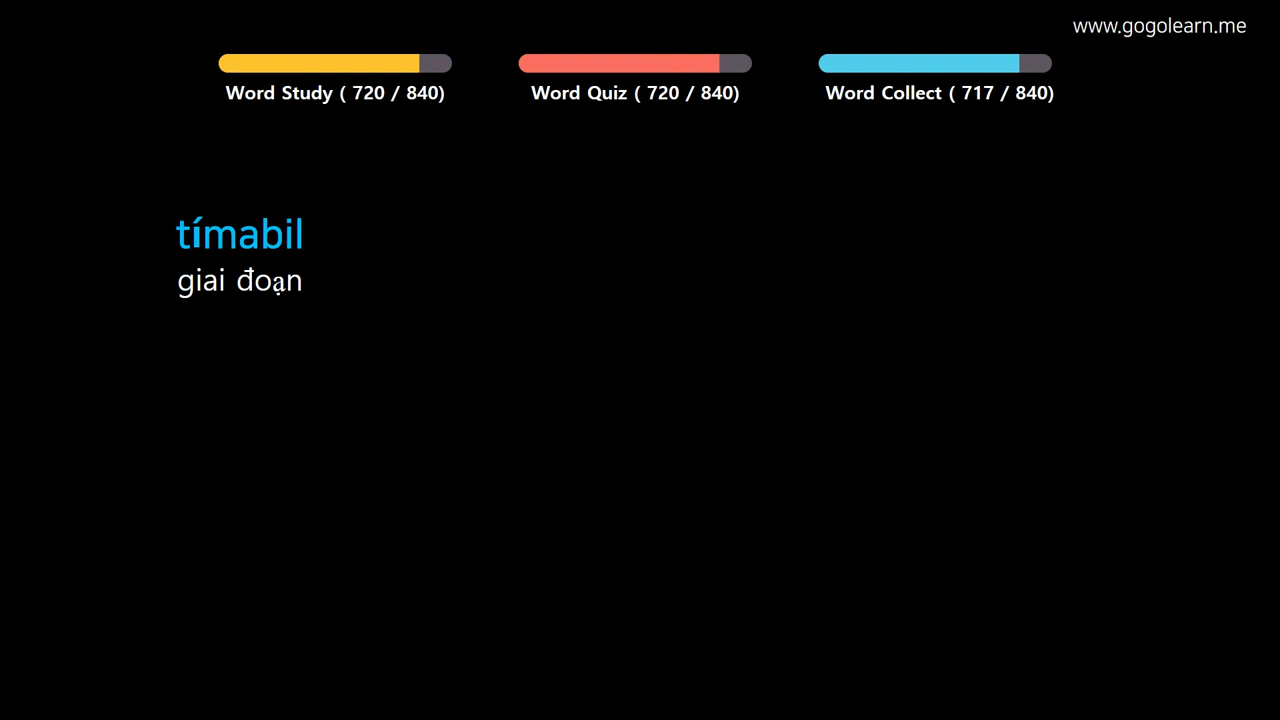 www.gogolearn.me
Word Study ( 720 / 840)
Word Quiz ( 720 / 840)
Word Collect ( 717 / 840)
tímabil
giai đoạn